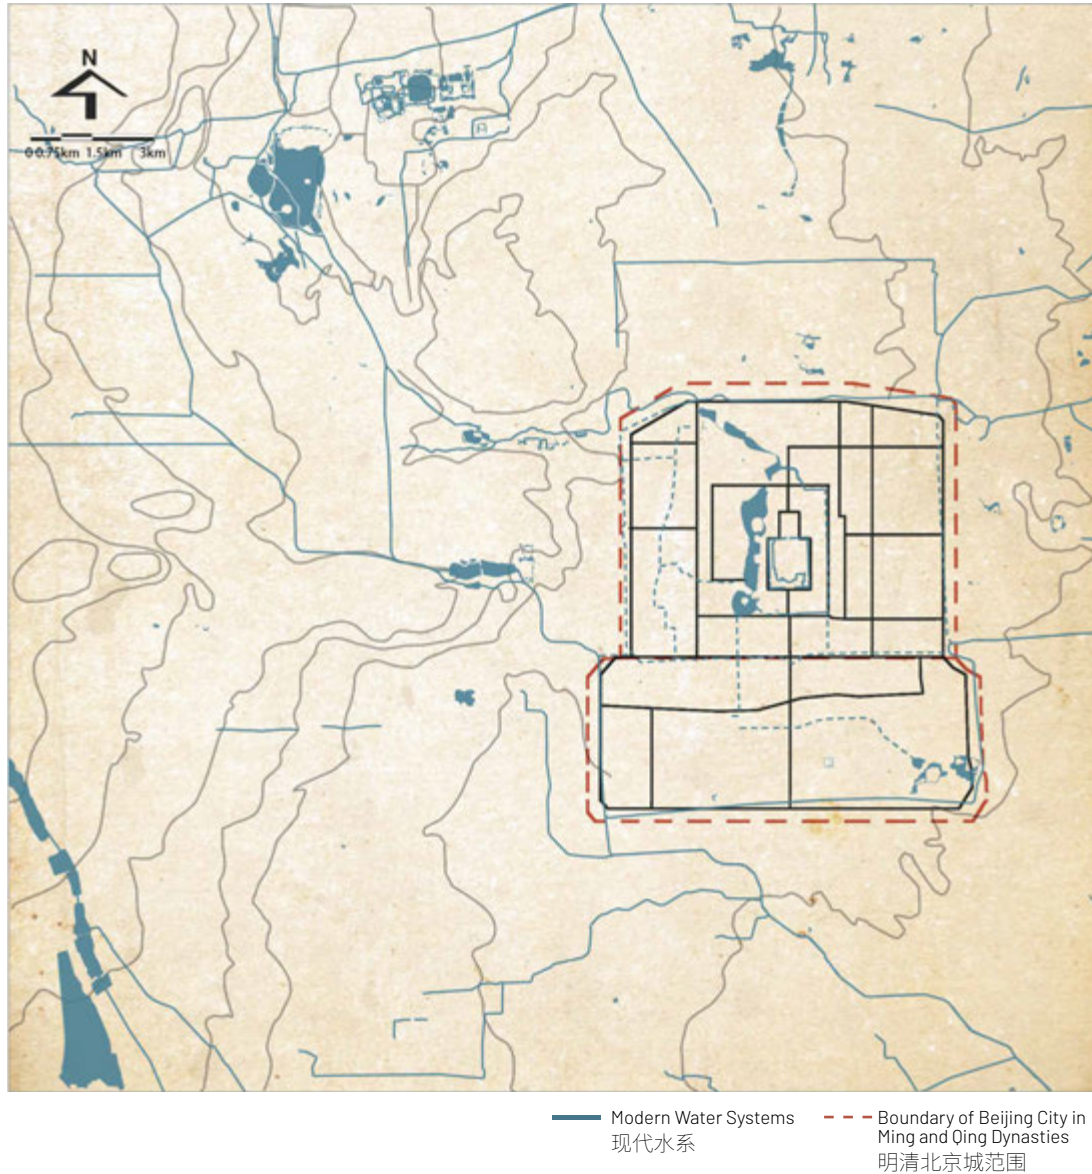 N
0 0.75km 1.5km 3km
Modern Water Systems
现代水系
Boundary of Beijing City in
Ming and Qing Dynasties
明清北京城范围